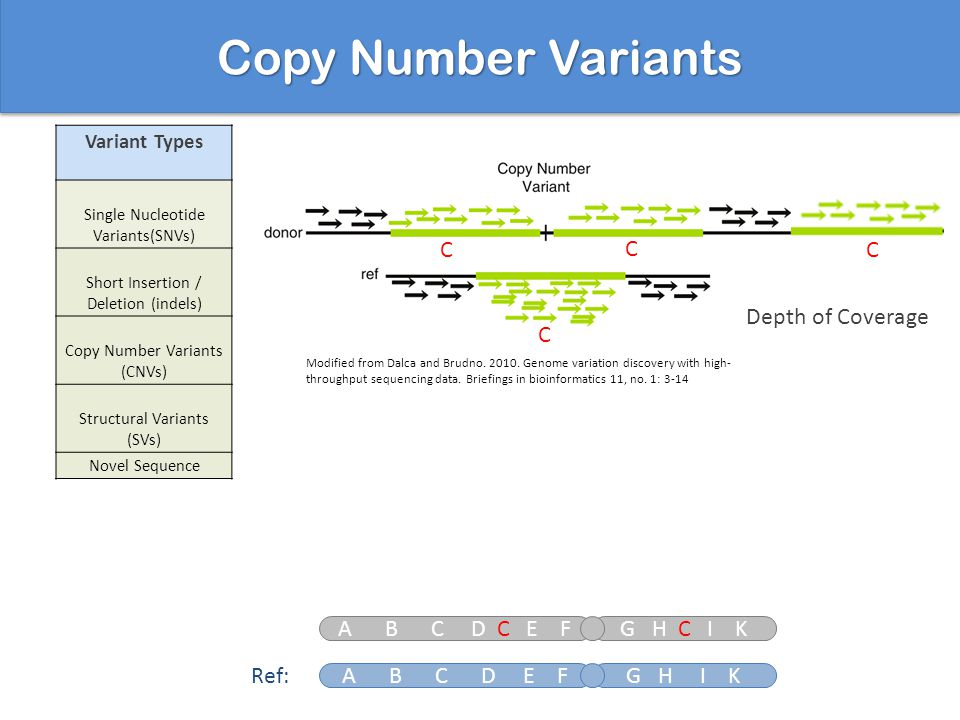 Copy Number Variants
Variant Types
Single Nucleotide
Variants(SNVs)
Short Insertion /
Deletion (indels)
Copy Number Variants
(CNVs)
Structural Variants
(SVs)
Novel Sequence
Copy Number
Variant
donor
C C C
ref
C
Depth of Coverage
Modified from Dalca and Brudno. 2010. Genome variation discovery with high-
throughput sequencing data. Briefings in bioinformatics 11, no. 1: 3-14
A B C D C E F G H C I K
Ref: A B C D E F G H I K